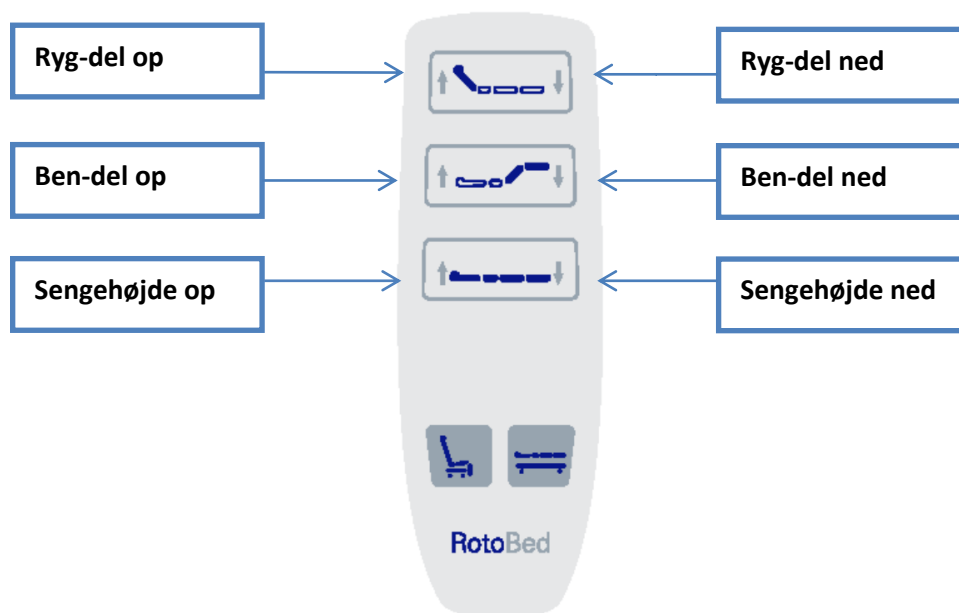 Ryg-del op
Ryg-del ned
Ben-del op
Ben-del ned
Sengehøjde op
Sengehøjde ned
RotoBed